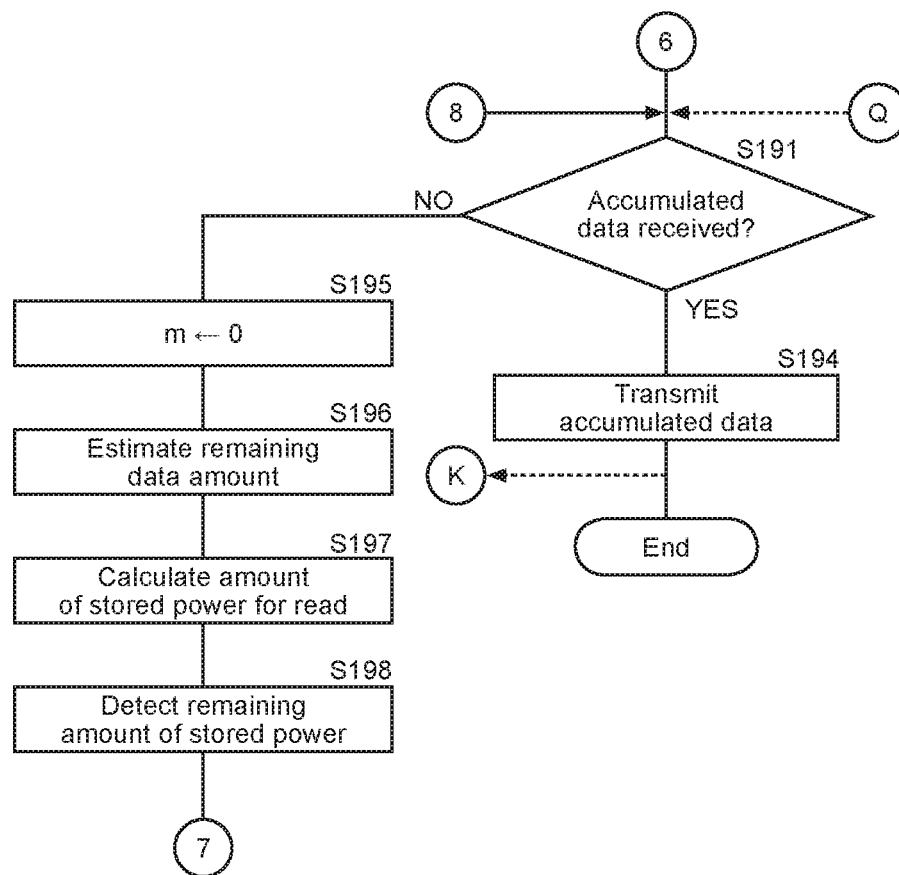 6
8
Q
S191
Accumulated
data received?
NO
YES
S195
m ← 0
S194
Transmit
accumulated data
S196
Estimate remaining
data amount
K
End
S197
Calculate amount
of stored power for read
S198
Detect remaining
amount of stored power
7